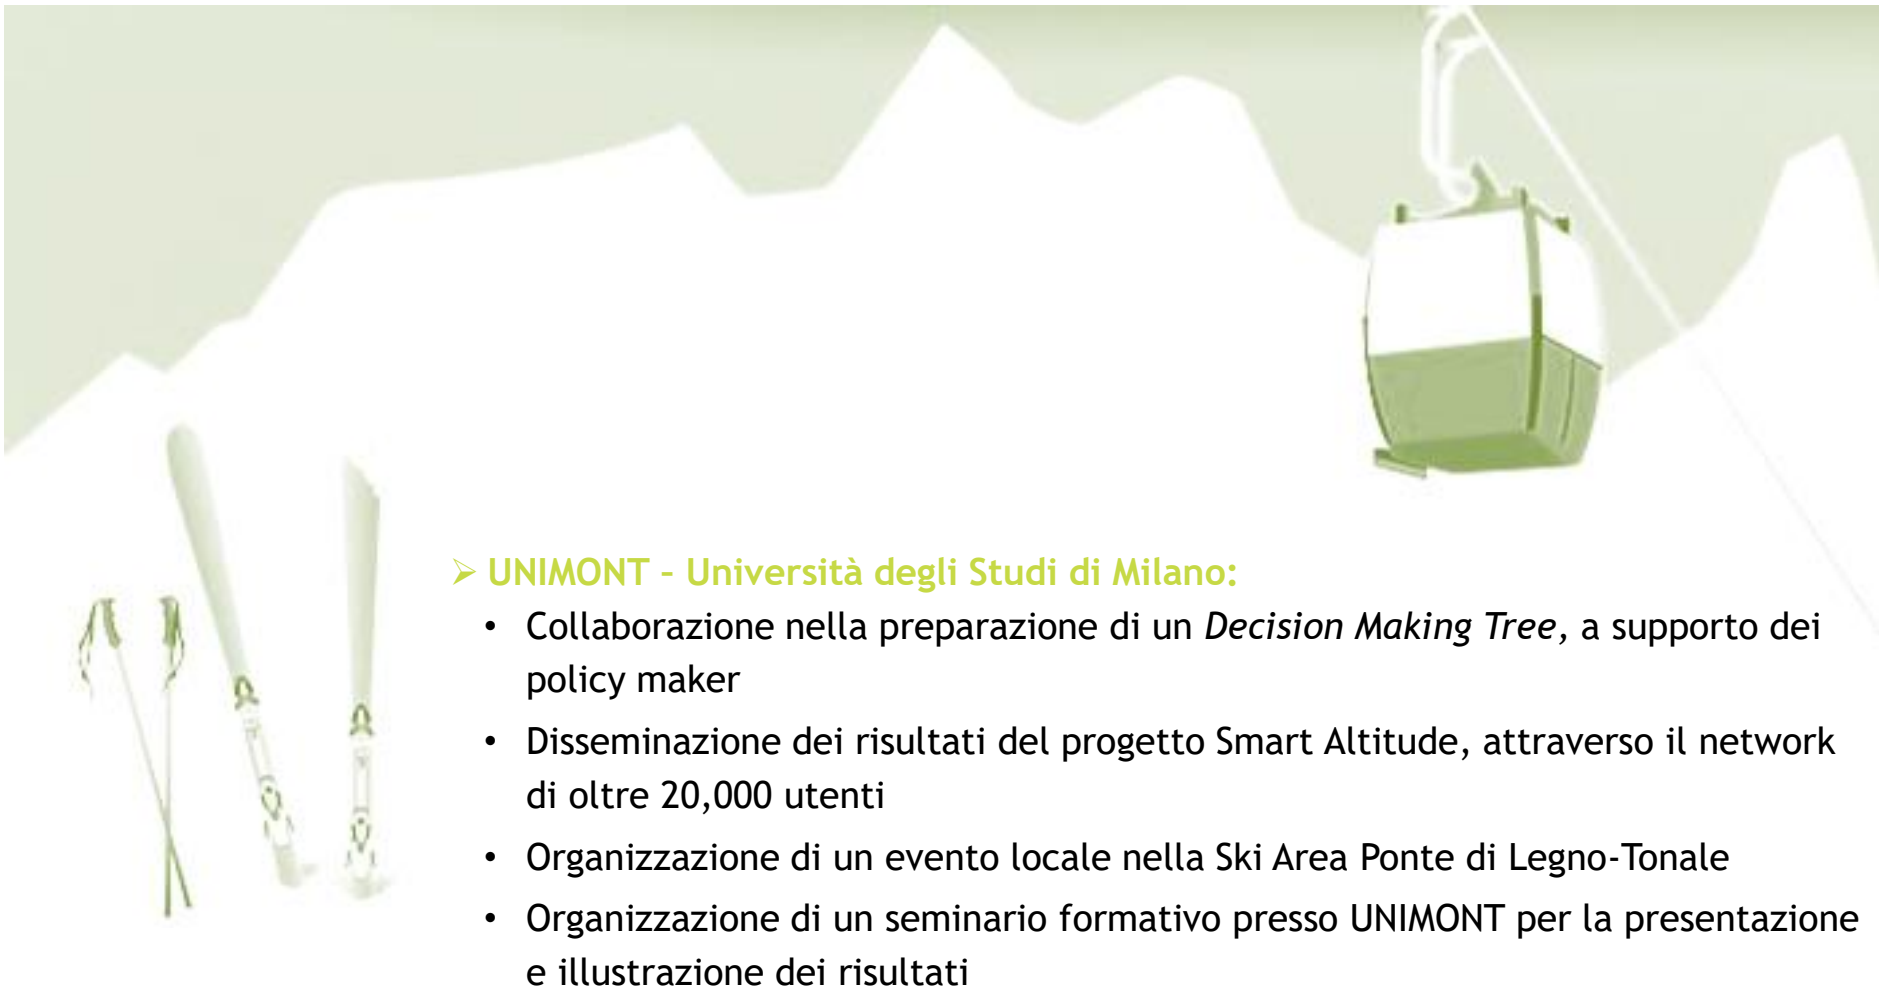 ➢ UNIMONT – Università degli Studi di Milano:
• Collaborazione nella preparazione di un Decision Making Tree, a supporto dei
policy maker
• Disseminazione dei risultati del progetto Smart Altitude, attraverso il network
di oltre 20,000 utenti
• Organizzazione di un evento locale nella Ski Area Ponte di Legno-Tonale
• Organizzazione di un seminario formativo presso UNIMONT per la presentazione
e illustrazione dei risultati